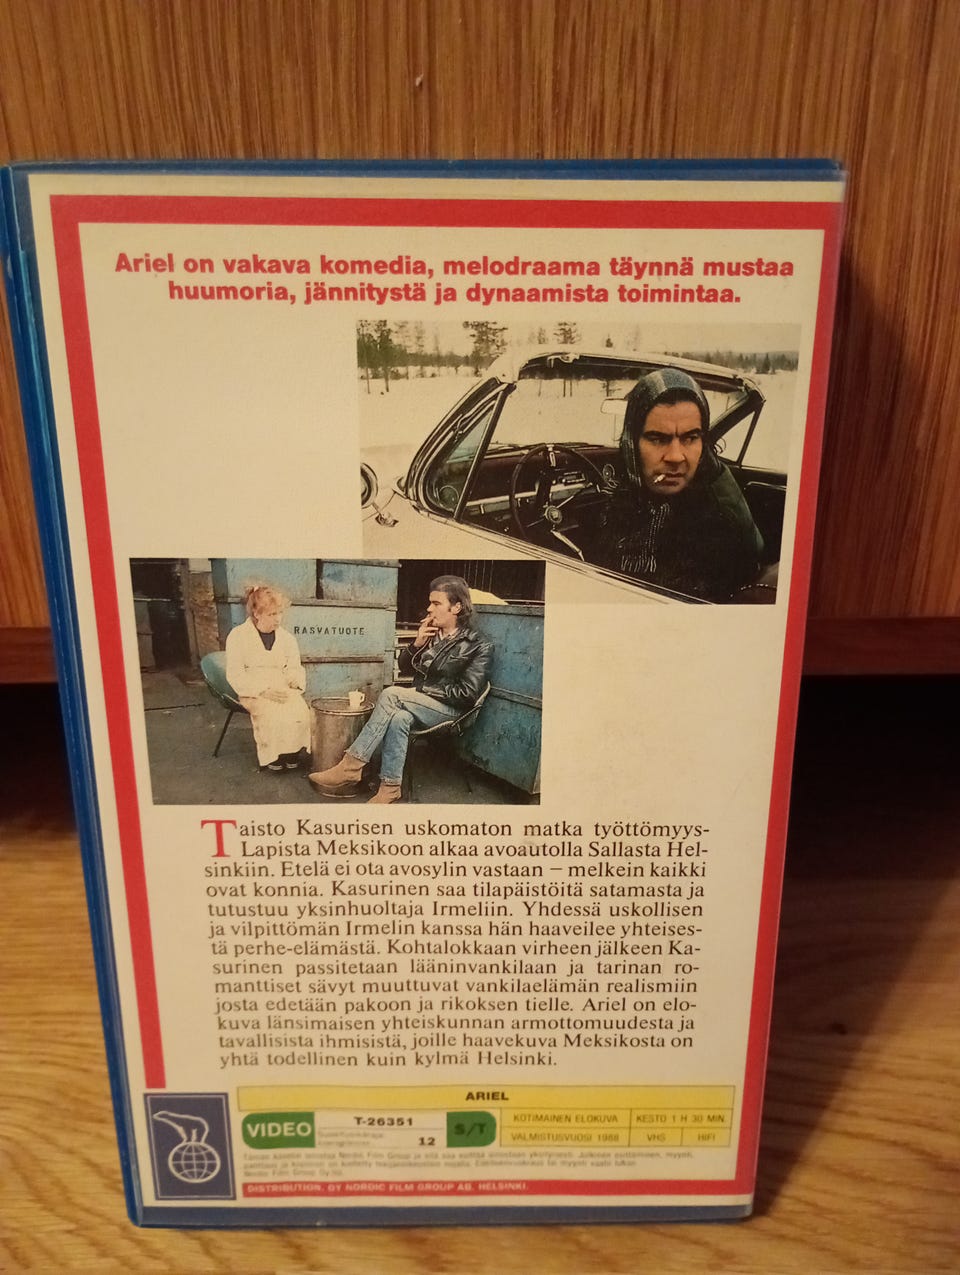 Ariel on vakava komedia, melodraama täynnä mustaa
huumoria, jännitystä ja dynaamista toimintaa.
RASVATUOTE
Taisto Kasurisen uskomaton matka työttömyys-
Lapista Meksikoon alkaa avoautolla Sallasta Hel-
sinkiin. Etelä ei ota avosylin vastaan – melkein kaikki
ovat konnia. Kasurinen saa tilapäistöitä satamasta ja
tutustuu yksinhuoltaja Irmeliin. Yhdessä uskollisen
ja vilpittömän Irmelin kanssa hän haaveilee yhteises-
tä perhe-elämästä. Kohtalokkaan virheen jälkeen Ka-
surinen passitetaan lääninvankilaan ja tarinan ro-
manttiset sävyt muuttuvat vankilaelämän realismiin
josta edetään pakoon ja rikoksen tielle. Ariel on elo-
kuva länsimaisen yhteiskunnan armottomuudesta ja
tavallisista ihmisistä, joille haavekuva Meksikosta on
yhtä todellinen kuin kylmä Helsinki.
ARIEL
VIDEO T-26351 12 S/T
KOTIMAINEN ELOKUVA KESTO 1 H 30 MIN.
VALMISTUSVUOSI 1988 VHS HIFI
Nordic Film Group Oy:lle.
DISTRIBUTION. OY NORDIC FILM GROUP AB. HELSINKI.